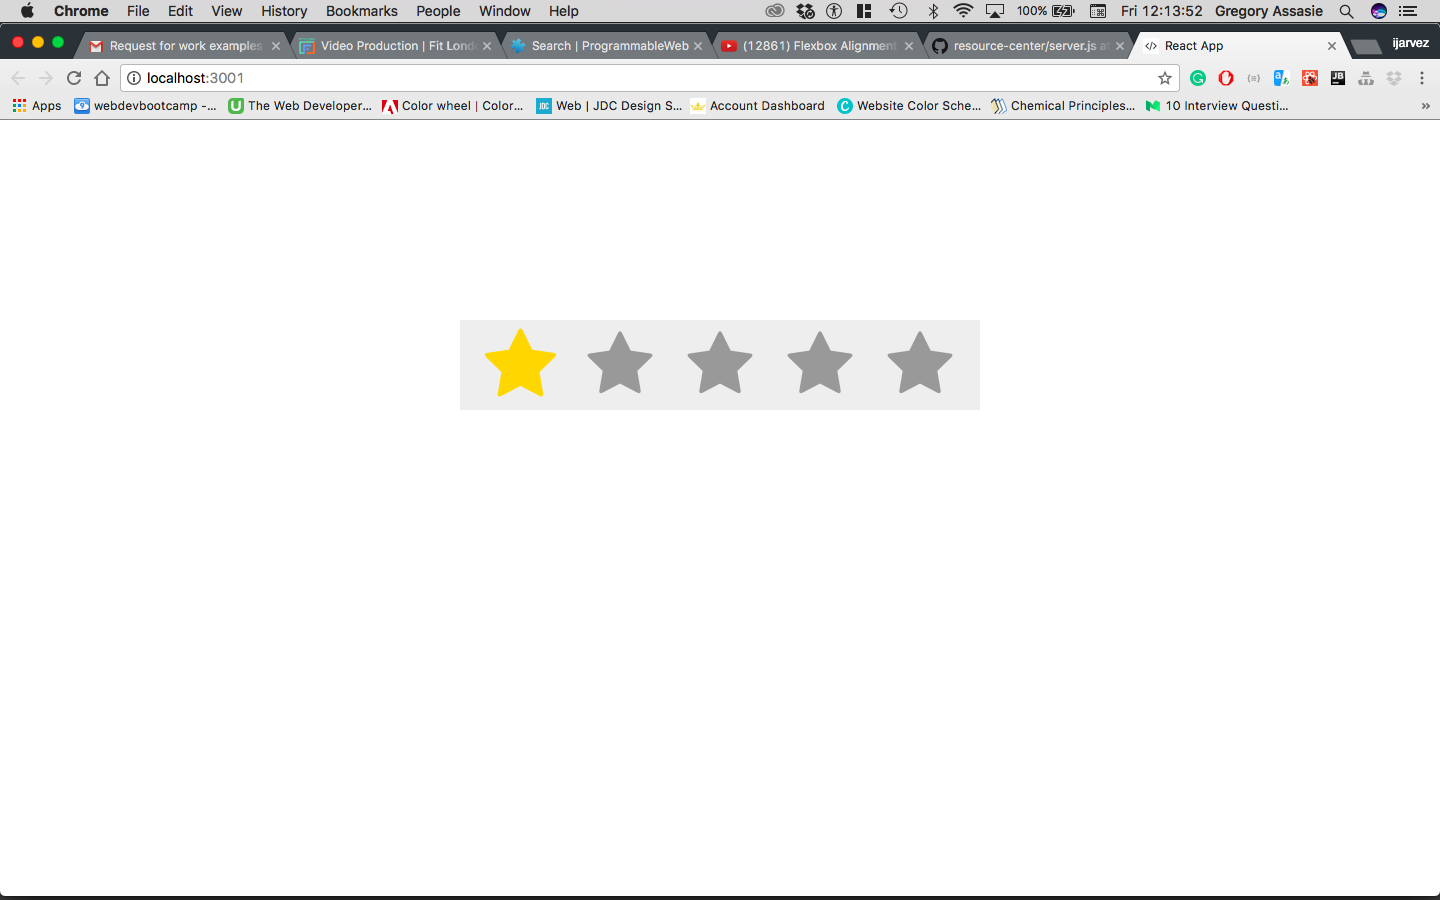 Chrome File Edit View History Bookmarks People Window Help 100% Fri 12:13:52 Gregory Assasie
Request for work examples Video Production | Fit Lond Search | ProgrammableWeb (12861) Flexbox Alignment resource-center/server.js a React App ijarvez
localhost:3001
Apps webdevbootcamp -... The Web Developer... Color wheel | Color... Web | JDC Design S... Account Dashboard Website Color Sche... Chemical Principles... 10 Interview Questi... »